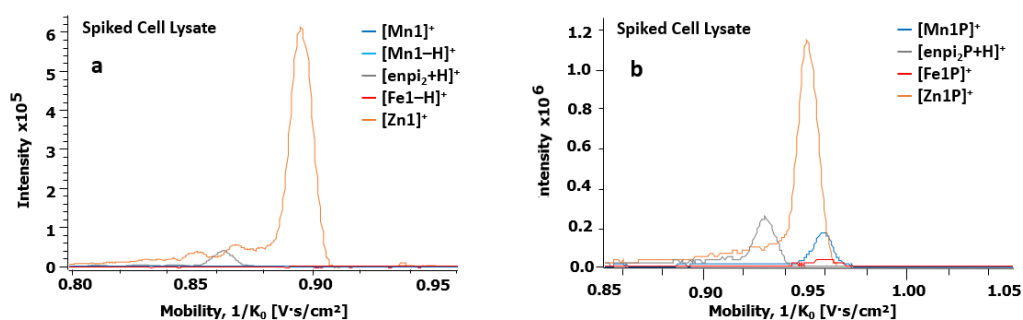 Spiked Cell Lysate
a
[Mn1]⁺
[Mn1–H]⁺
[enpi₂+H]⁺
[Fe1–H]⁺
[Zn1]⁺
Intensity x10⁵
6
5
4
3
2
1
0
0.80
0.85
0.90
0.95
Mobility, 1/K₀ [V·s/cm²]
Spiked Cell Lysate
b
[Mn1P]⁺
[enpi₂P+H]⁺
[Fe1P]⁺
[Zn1P]⁺
ntensity x10⁶
1.2
1.0
0.8
0.6
0.4
0.2
0.0
0.85
0.90
0.95
1.00
1.05
Mobility, 1/K₀ [V·s/cm²]